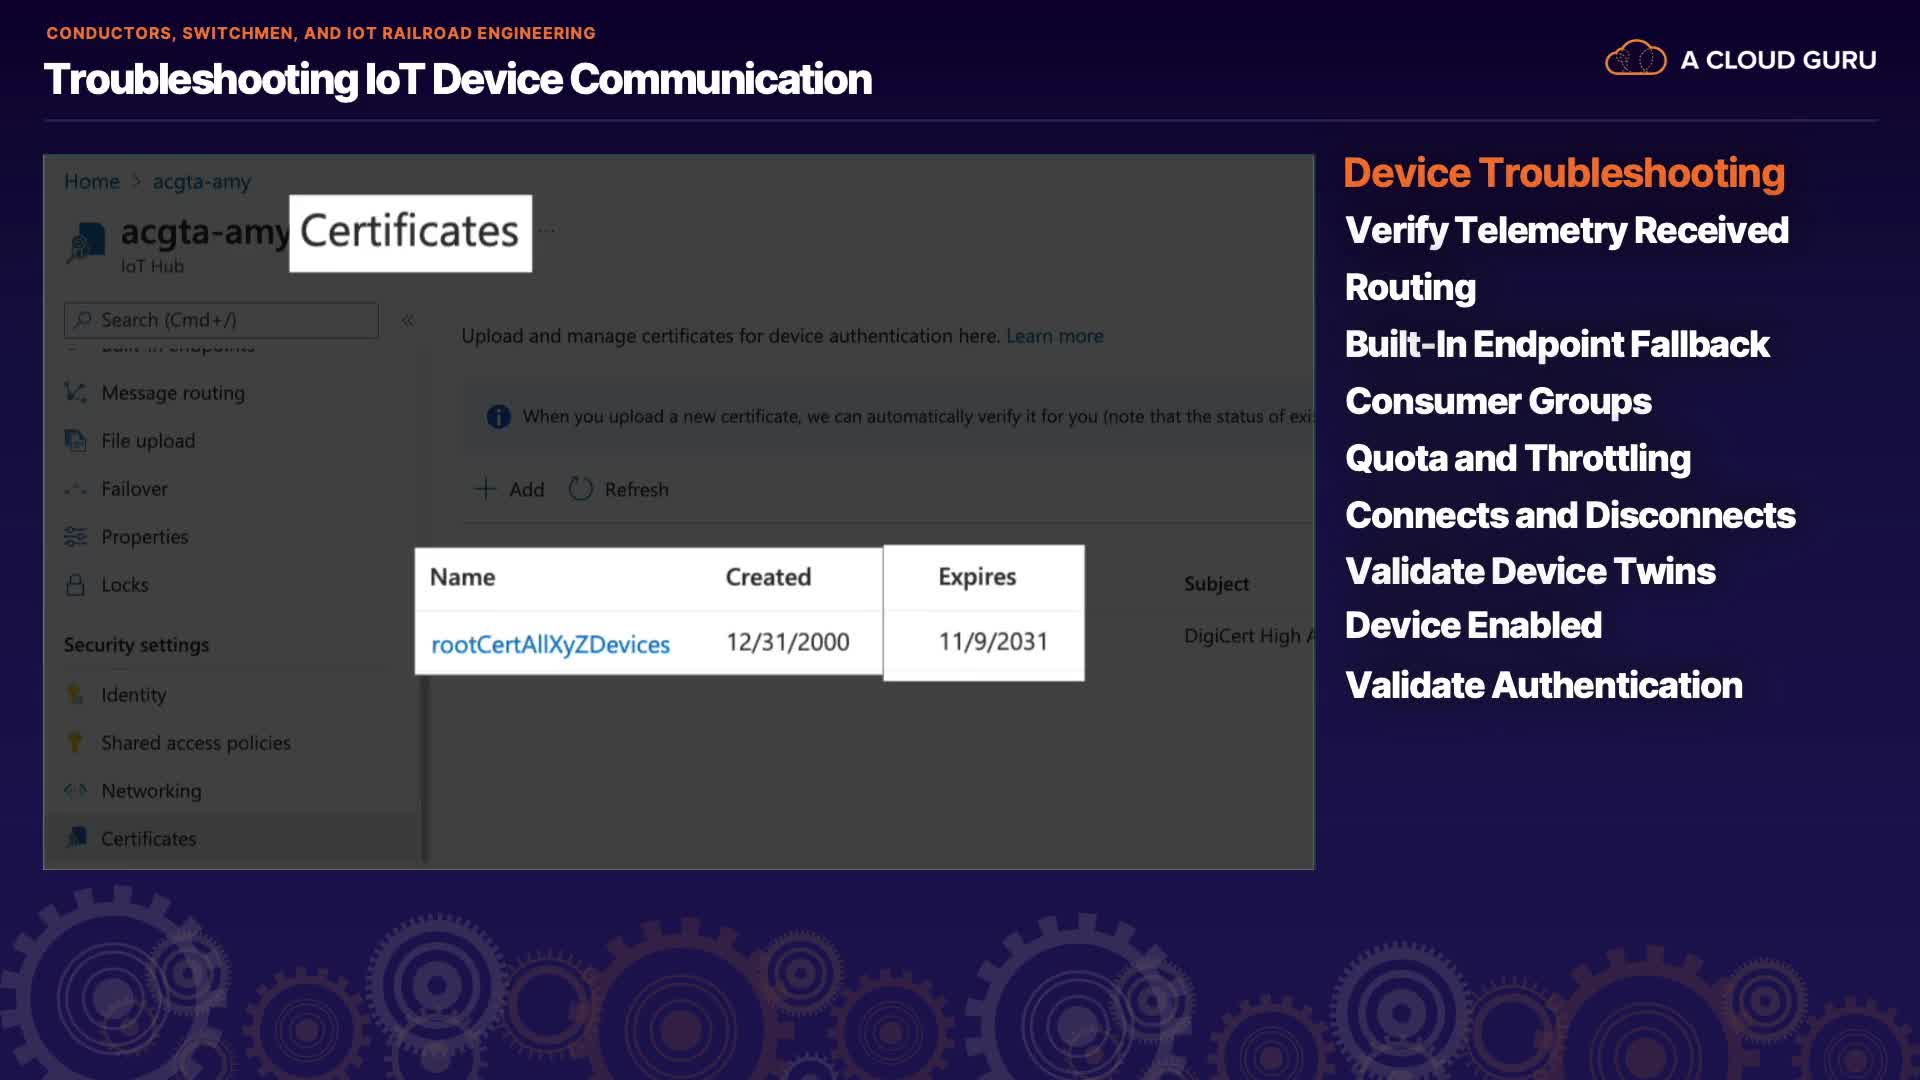 CONDUCTORS, SWITCHMEN, AND IOT RAILROAD ENGINEERING
Troubleshooting IoT Device Communication
A CLOUD GURU
Home > acgta-amy
acgta-amy
Certificates
...
IoT Hub
Search (Cmd+/)
«
Built-in endpoints
Message routing
File upload
Failover
Properties
Locks
Security settings
Identity
Shared access policies
Networking
Certificates
Upload and manage certificates for device authentication here. Learn more
When you upload a new certificate, we can automatically verify it for you (note that the status of
Add
Refresh
Name Created Expires Subject
rootCertAllXyZDevices 12/31/2000 11/9/2031 DigiCert High
Device Troubleshooting
Verify Telemetry Received
Routing
Built-In Endpoint Fallback
Consumer Groups
Quota and Throttling
Connects and Disconnects
Validate Device Twins
Device Enabled
Validate Authentication